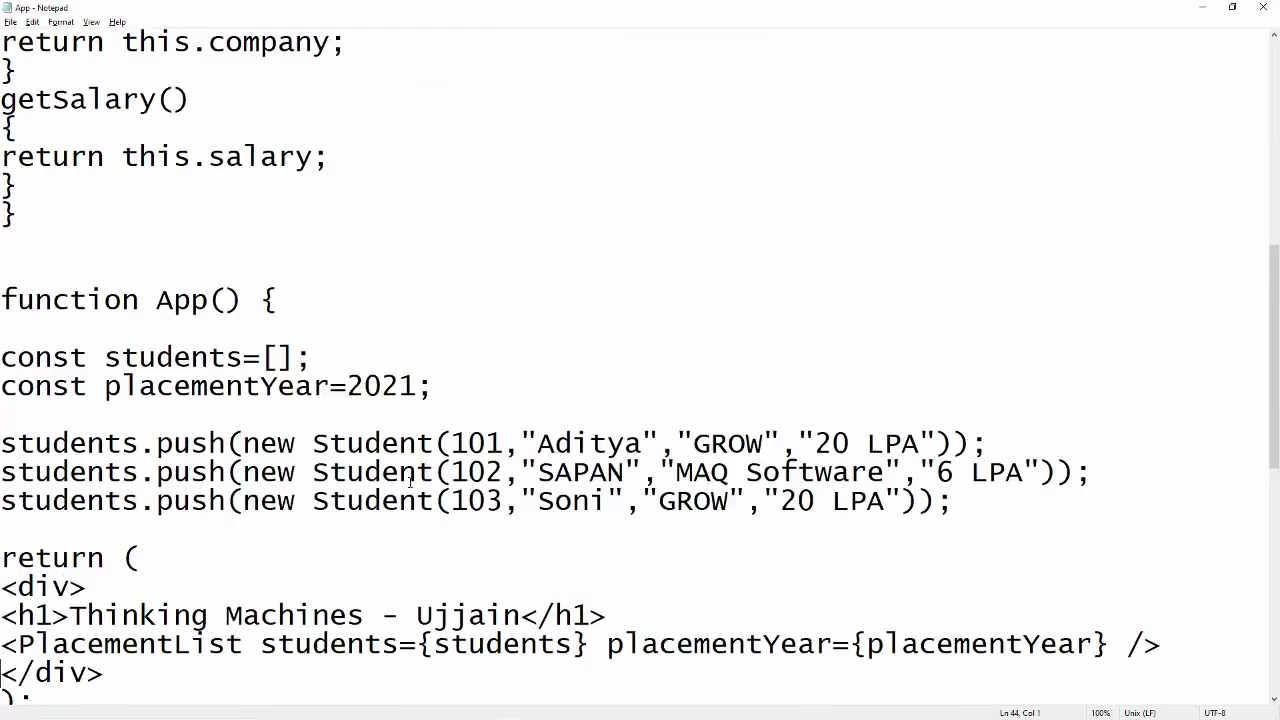 App - Notepad
File Edit Format View Help
return this.company;
}
getSalary()
{
return this.salary;
}
}
function App() {
const students=[];
const placementYear=2021;
students.push(new Student(101,"Aditya","GROW","20 LPA"));
students.push(new Student(102,"SAPAN","MAQ Software","6 LPA"));
students.push(new Student(103,"Soni","GROW","20 LPA"));
return (
<div>
<h1>Thinking Machines - Ujjain</h1>
<PlacementList students={students} placementYear={placementYear} />
</div>
);
Ln 44, Col 1 100% Unix (LF) UTF-8